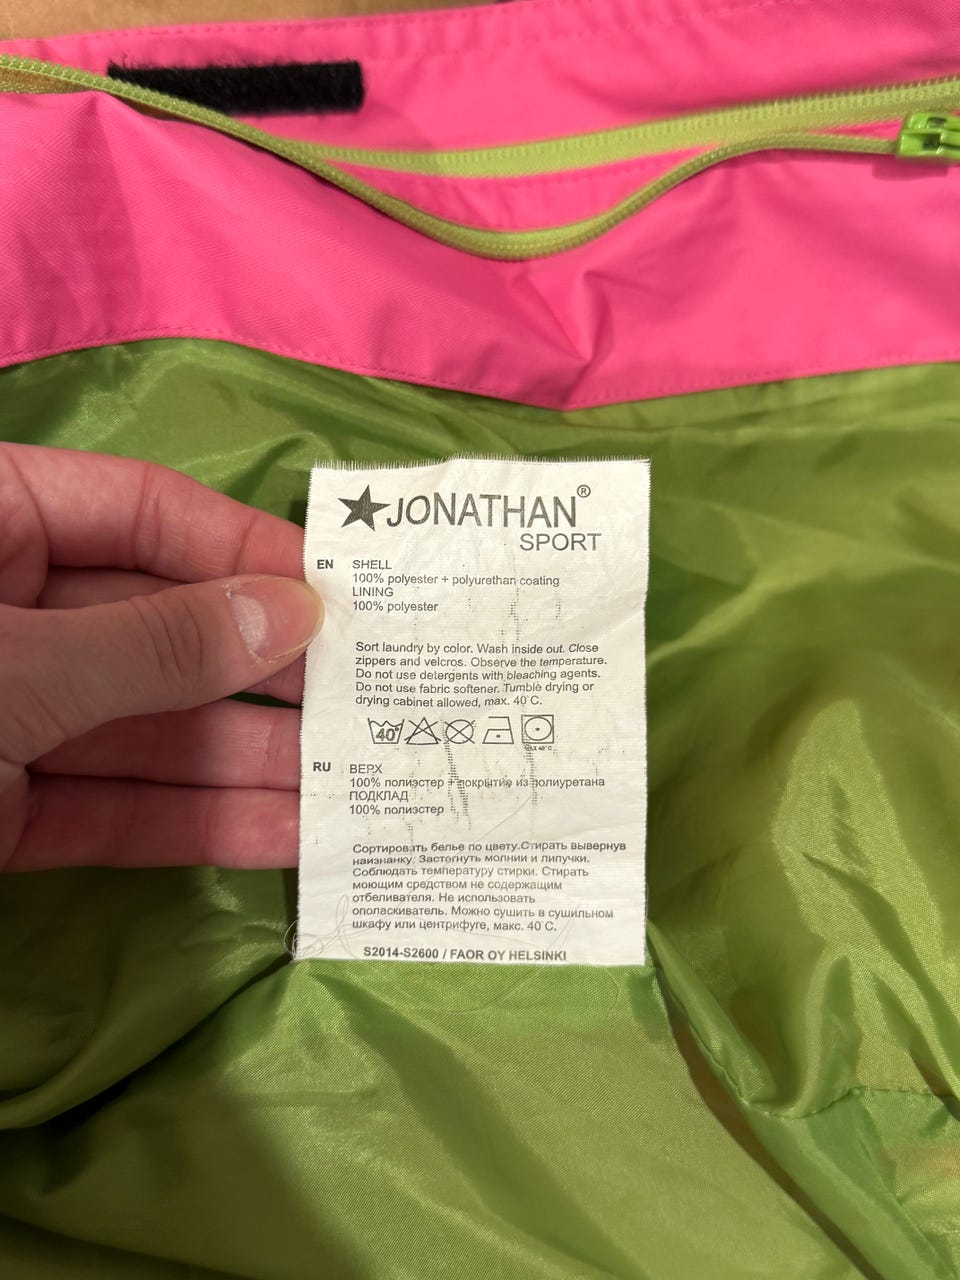 JONATHAN®
SPORT
EN SHELL
100% polyester + polyurethan coating
LINING
100% polyester
Sort laundry by color. Wash inside out. Close
zippers and velcros. Observe the temperature.
Do not use detergents with bleaching agents.
Do not use fabric softener. Tumble drying or
drying cabinet allowed, max. 40°C.
40°
MAX 40°C
RU ВЕРХ
100% полиэстер + покрытие из полиуретана
ПОДКЛАД
100% полиэстер
Сортировать белье по цвету.Стирать вывернув
наизнанку. Застегнуть молнии и липучки.
Соблюдать температуру стирки. Стирать
моющим средством не содержащим
отбеливателя. Не использовать
ополаскиватель. Можно сушить в сушильном
шкафу или центрифуге, макс. 40°С.
S2014-S2600 / FAOR OY HELSINKI